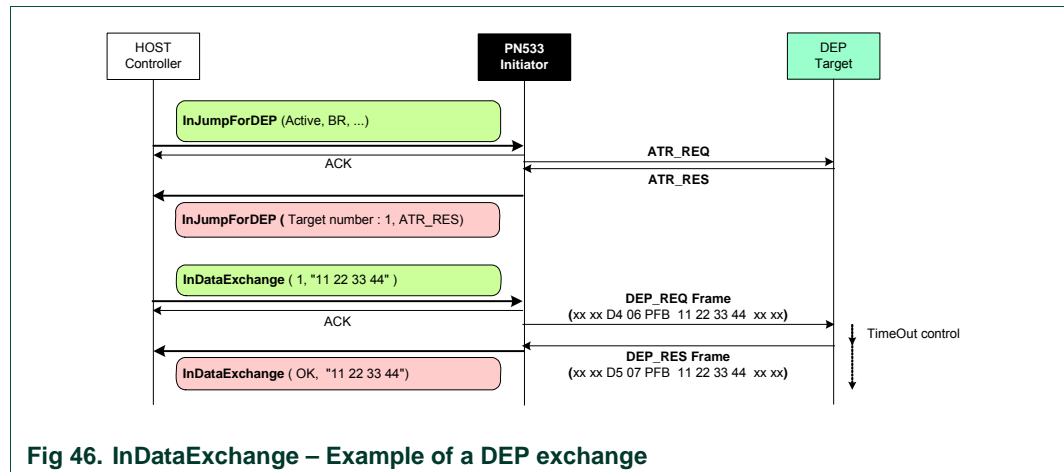 HOST
Controller
PN533
Initiator
DEP
Target
InJumpForDEP (Active, BR, ...)
ACK
ATR_REQ
ATR_RES
InJumpForDEP ( Target number : 1, ATR_RES)
InDataExchange ( 1, "11 22 33 44" )
ACK
DEP_REQ Frame
(xx xx D4 06 PFB 11 22 33 44 xx xx)
TimeOut control
DEP_RES Frame
(xx xx D5 07 PFB 11 22 33 44 xx xx)
InDataExchange ( OK, "11 22 33 44")
Fig 46. InDataExchange – Example of a DEP exchange